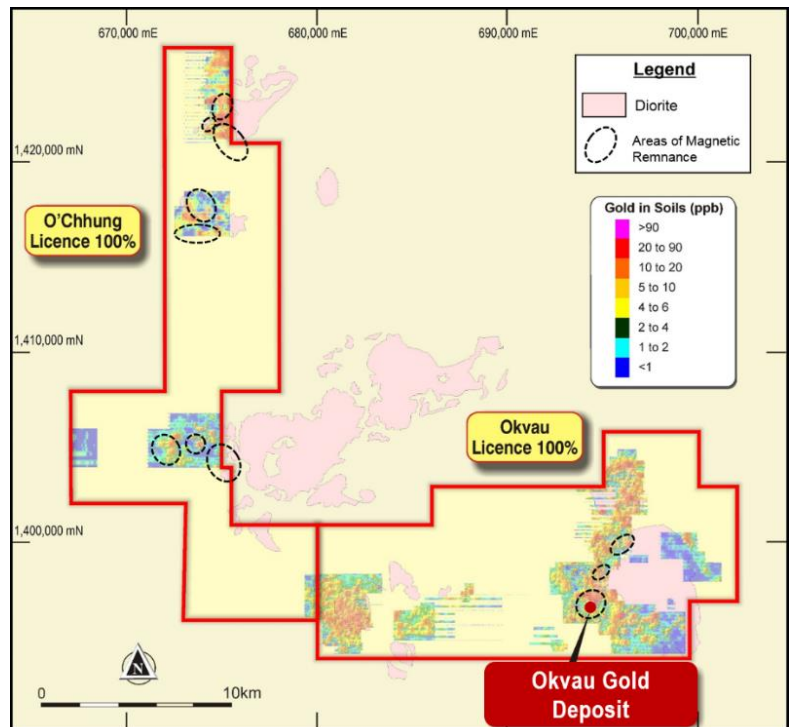 670,000 mE
680,000 mE
690,000 mE
700,000 mE
Legend
Diorite
Areas of Magnetic
Remnance
1,420,000 mN
O'Chhung
Licence 100%
Gold in Soils (ppb)
>90
20 to 90
10 to 20
5 to 10
4 to 6
2 to 4
1 to 2
<1
1,410,000 mN
Okvau
Licence 100%
1,400,000 mN
N
0
10km
Okvau Gold
Deposit